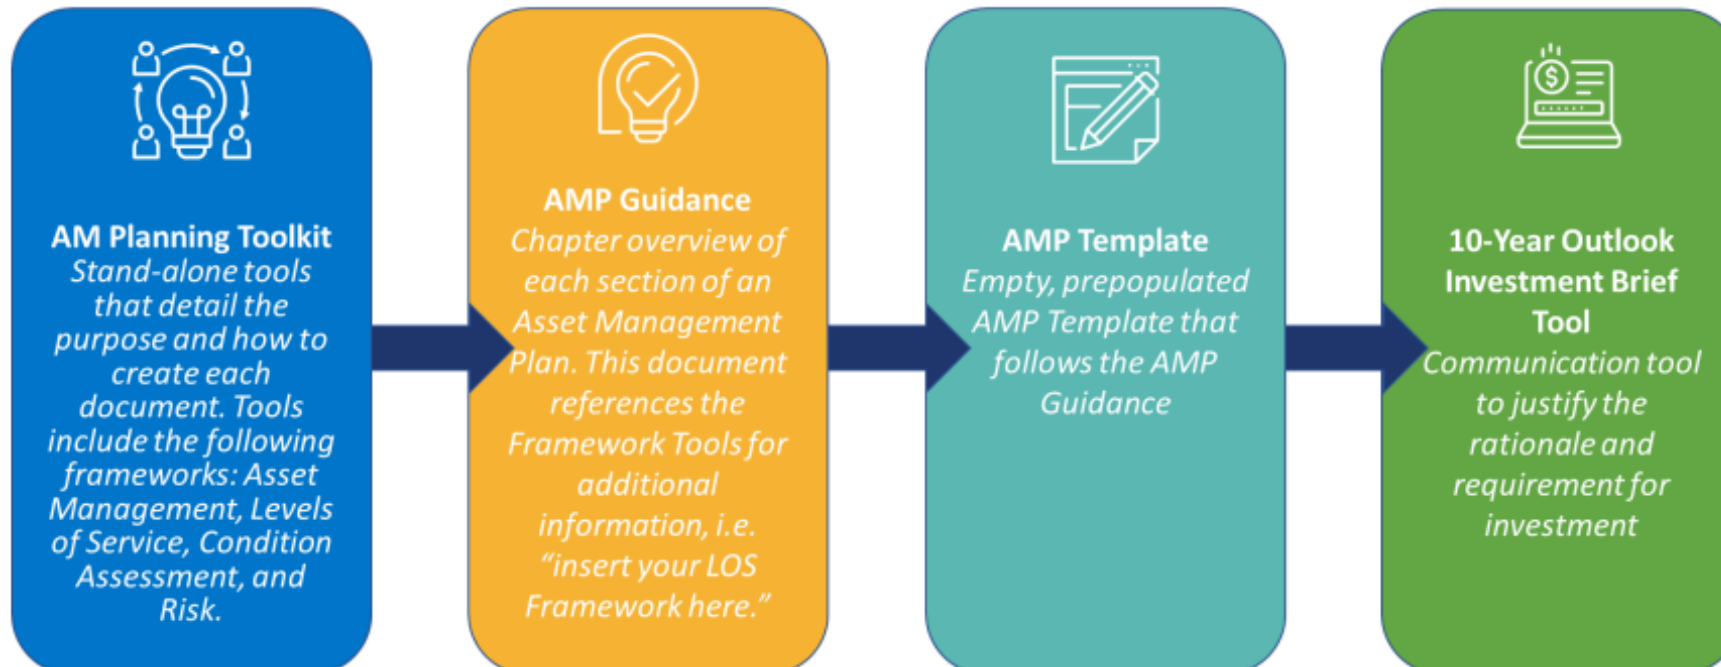 AM Planning Toolkit
Stand-alone tools
that detail the
purpose and how to
create each
document. Tools
include the following
frameworks: Asset
Management, Levels
of Service, Condition
Assessment, and
Risk.
AMP Guidance
Chapter overview of
each section of an
Asset Management
Plan. This document
references the
Framework Tools for
additional
information, i.e.
“insert your LOS
Framework here.”
AMP Template
Empty, prepopulated
AMP Template that
follows the AMP
Guidance
$
10-Year Outlook
Investment Brief
Tool
Communication tool
to justify the
rationale and
requirement for
investment